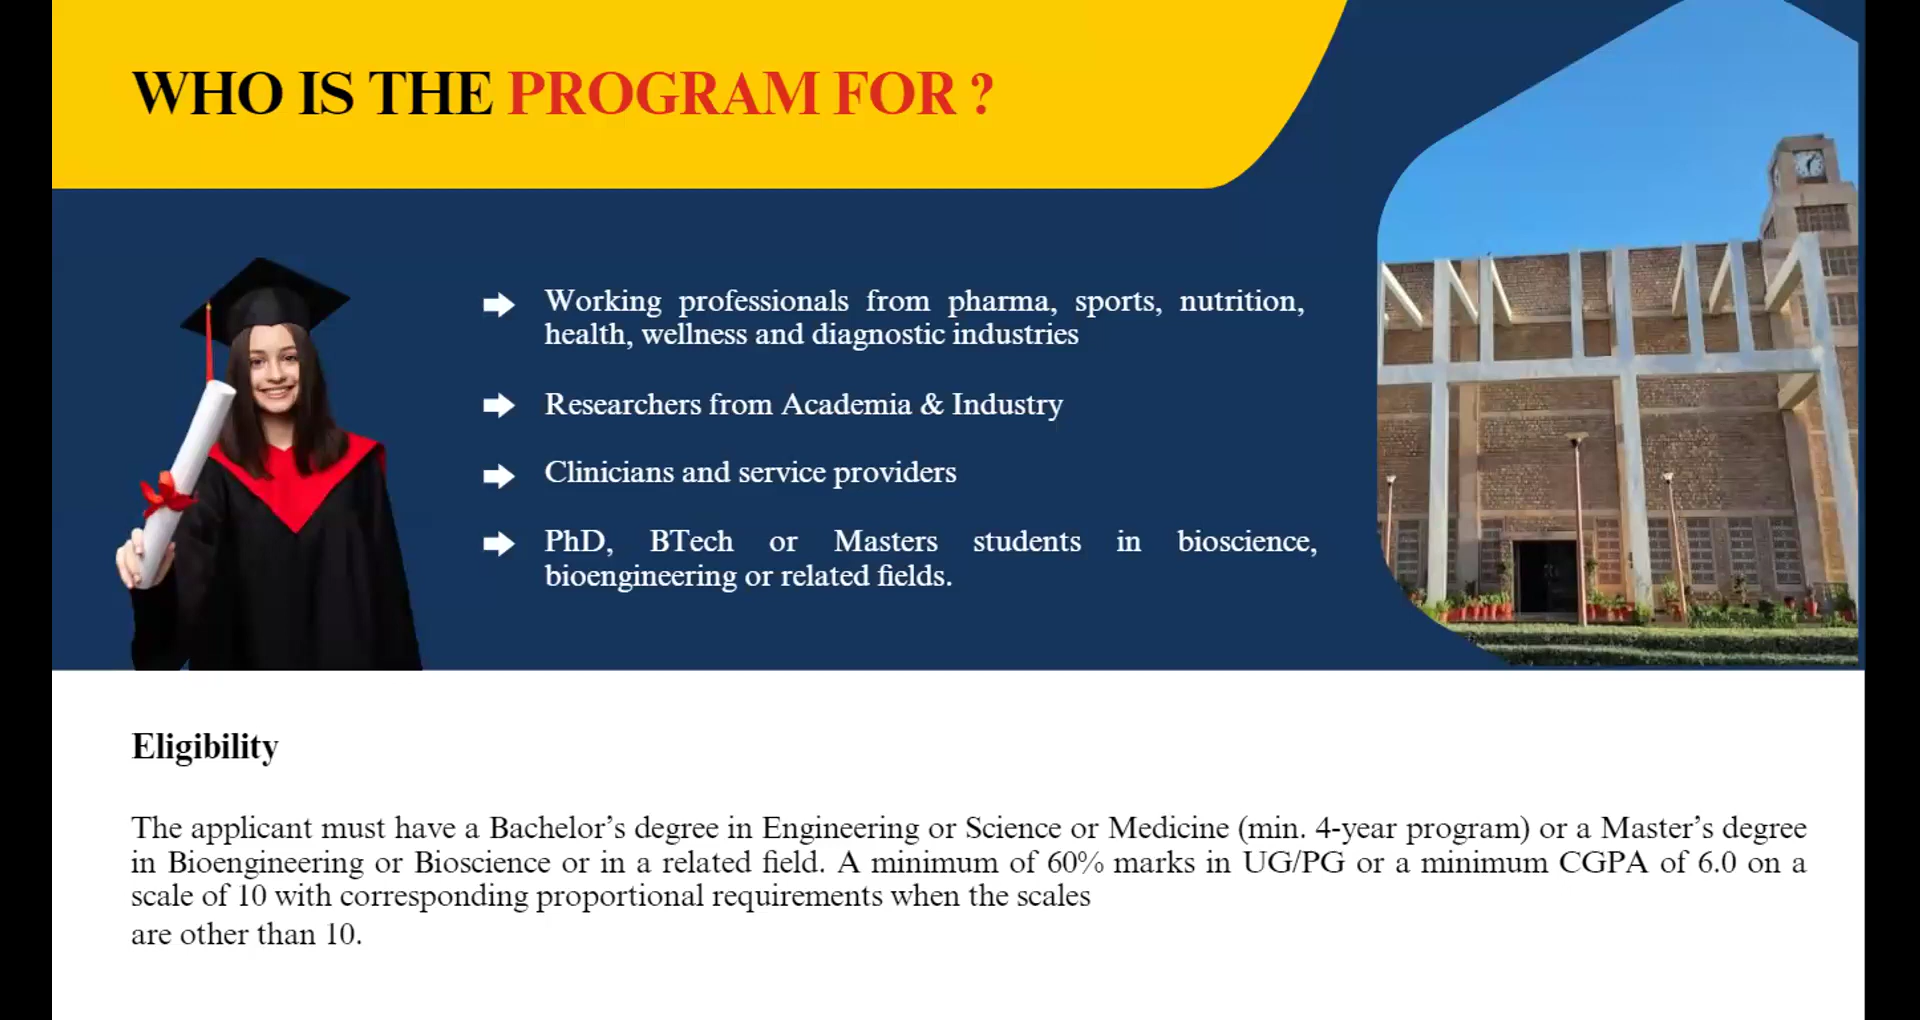 WHO IS THE PROGRAM FOR ?
Working professionals from pharma, sports, nutrition,
health, wellness and diagnostic industries
Researchers from Academia & Industry
Clinicians and service providers
PhD, BTech or Masters students in bioscience,
bioengineering or related fields.
Eligibility
The applicant must have a Bachelor’s degree in Engineering or Science or Medicine (min. 4-year program) or a Master’s degree
in Bioengineering or Bioscience or in a related field. A minimum of 60% marks in UG/PG or a minimum CGPA of 6.0 on a
scale of 10 with corresponding proportional requirements when the scales
are other than 10.